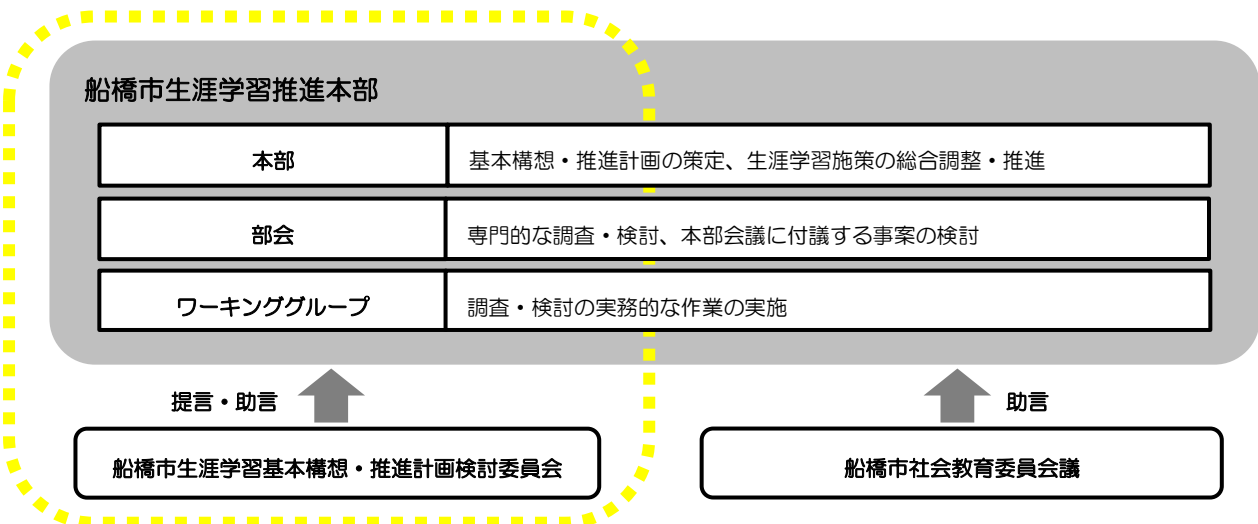 船橋市生涯学習推進本部
本部
基本構想・推進計画の策定、生涯学習施策の総合調整・推進
部会
専門的な調査・検討、本部会議に付議する事案の検討
ワーキンググループ
調査・検討の実務的な作業の実施
提言・助言
助言
船橋市生涯学習基本構想・推進計画検討委員会
船橋市社会教育委員会議